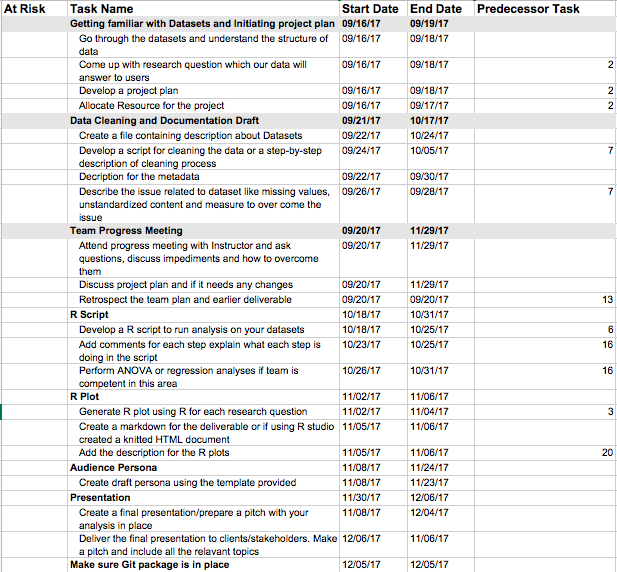 At Risk Task Name Start Date End Date Predecessor Task
Getting familiar with Datasets and Initiating project plan 09/16/17 09/19/17
Go through the datasets and understand the structure of 09/16/17 09/18/17
data
Come up with research question which our data will 09/16/17 09/18/17 2
answer to users
Develop a project plan 09/16/17 09/18/17 2
Allocate Resource for the project 09/16/17 09/17/17 2
Data Cleaning and Documentation Draft 09/21/17 10/17/17
Create a file containing description about Datasets 09/22/17 10/24/17
Develop a script for cleaning the data or a step-by-step 09/24/17 10/05/17 7
description of cleaning process
Decription for the metadata 09/22/17 09/30/17
Describe the issue related to dataset like missing values, 09/26/17 09/28/17 7
unstandardized content and measure to over come the
issue
Team Progress Meeting 09/20/17 11/29/17
Attend progress meeting with Instructor and ask 09/20/17 11/29/17
questions, discuss impediments and how to overcome
them
Discuss project plan and if it needs any changes 09/20/17 11/29/17
Retrospect the team plan and earlier deliverable 09/20/17 09/20/17 13
R Script 10/18/17 10/31/17
Develop a R script to run analysis on your datasets 10/18/17 10/25/17 6
Add comments for each step explain what each step is 10/23/17 10/25/17 16
doing in the script
Perform ANOVA or regression analyses if team is 10/26/17 10/31/17 16
competent in this area
R Plot 11/02/17 11/06/17
Generate R plot using R for each research question 11/02/17 11/04/17 3
Create a markdown for the deliverable or if using R studio 11/05/17 11/06/17
created a knitted HTML document
Add the description for the R plots 11/05/17 11/06/17 20
Audience Persona 11/08/17 11/24/17
Create draft persona using the template provided 11/08/17 11/23/17
Presentation 11/30/17 12/06/17
Create a final presentation/prepare a pitch with your 11/08/17 12/04/17
analysis in place
Deliver the final presentation to clients/stakeholders. Make 12/06/17 11/06/17
a pitch and include all the relavant topics
Make sure Git package is in place 12/05/17 12/05/17